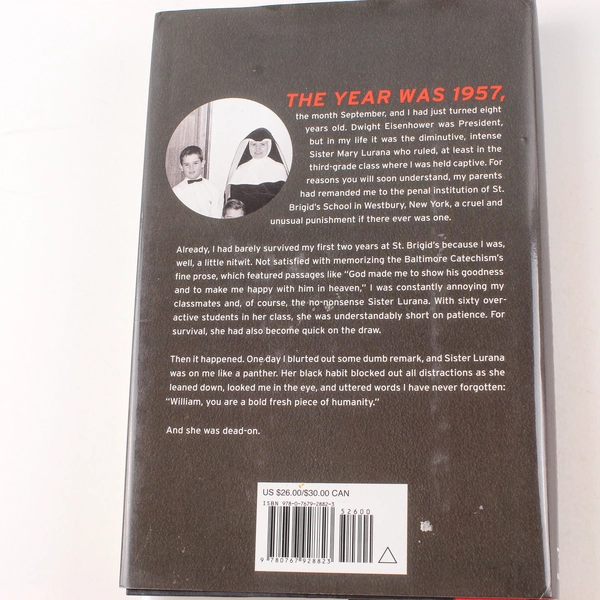 THE YEAR WAS 1957,
the month September, and I had just turned eight
years old. Dwight Eisenhower was President,
but in my life it was the diminutive, intense
Sister Mary Lurana who ruled, at least in the
third-grade class where I was held captive. For
reasons you will soon understand, my parents
had remanded me to the penal institution of St.
Brigid's School in Westbury, New York, a cruel and
unusual punishment if there ever was one.
Already, I had barely survived my first two years at St. Brigid's because I was,
well, a little nitwit. Not satisfied with memorizing the Baltimore Catechism's
fine prose, which featured passages like "God made me to show his goodness
and to make me happy with him in heaven," I was constantly annoying my
classmates and, of course, the no-nonsense Sister Lurana. With sixty over-
active students in her class, she was understandably short on patience. For
survival, she had also become quick on the draw.
Then it happened. One day I blurted out some dumb remark, and Sister Lurana
was on me like a panther. Her black habit blocked out all distractions as she
leaned down, looked me in the eye, and uttered words I have never forgotten:
"William, you are a bold fresh piece of humanity."
And she was dead-on.
US $26.00/$30.00 CAN
ISBN 978-0-7679-2882-3
52600
9 780767 928823